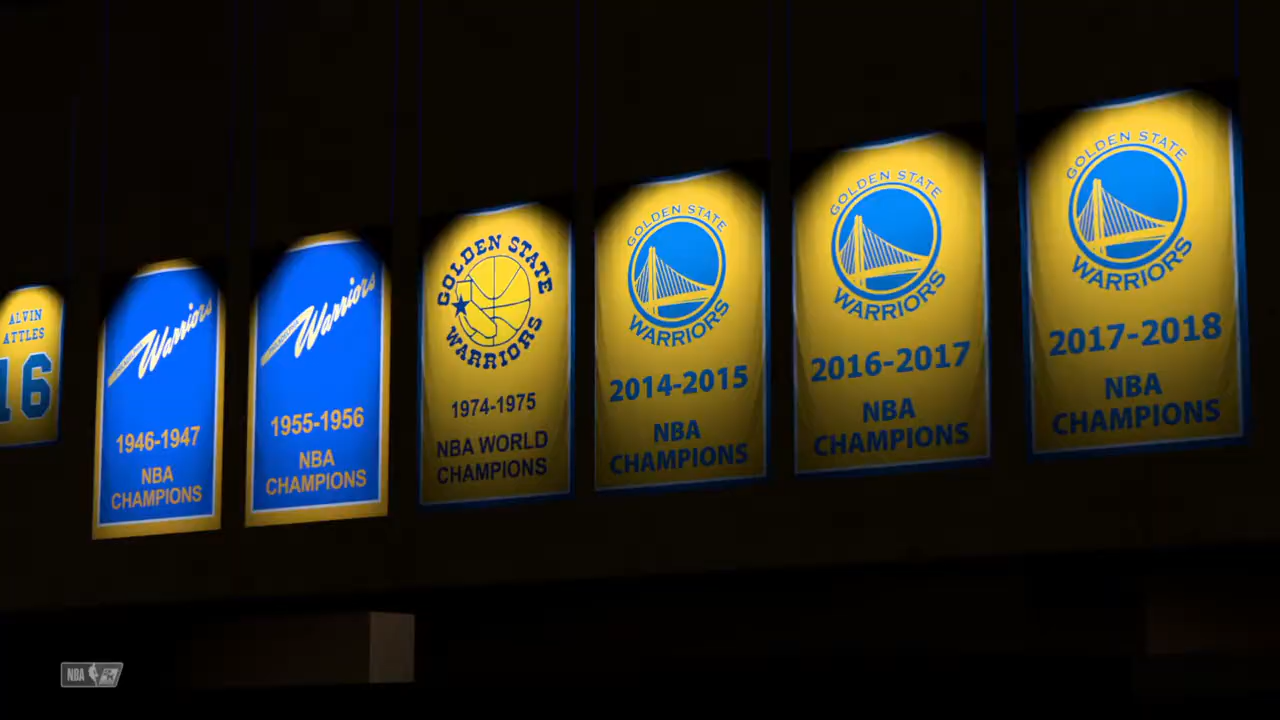 ALVIN
ATTLES
16
Warriors
1946-1947
NBA
CHAMPIONS
Warriors
1955-1956
NBA
CHAMPIONS
GOLDEN STATE
WARRIORS
1974-1975
NBA WORLD
CHAMPIONS
GOLDEN STATE
WARRIORS
2014-2015
NBA
CHAMPIONS
GOLDEN STATE
WARRIORS
2016-2017
NBA
CHAMPIONS
GOLDEN STATE
WARRIORS
2017-2018
NBA
CHAMPIONS
NBA 2K